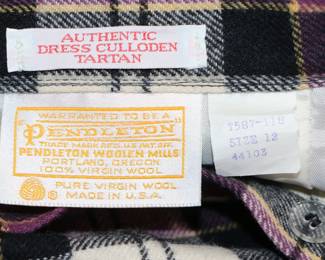 AUTHENTIC
DRESS CULLODEN
TARTAN
WARRANTED TO BE A
"PENDLETON"
TRADE MARK REG. U.S. PAT. OFF.
PENDLETON WOOLEN MILLS
PORTLAND, OREGON
100% VIRGIN WOOL
PURE VIRGIN WOOL
MADE IN U.S.A.
SIZE 12
44103